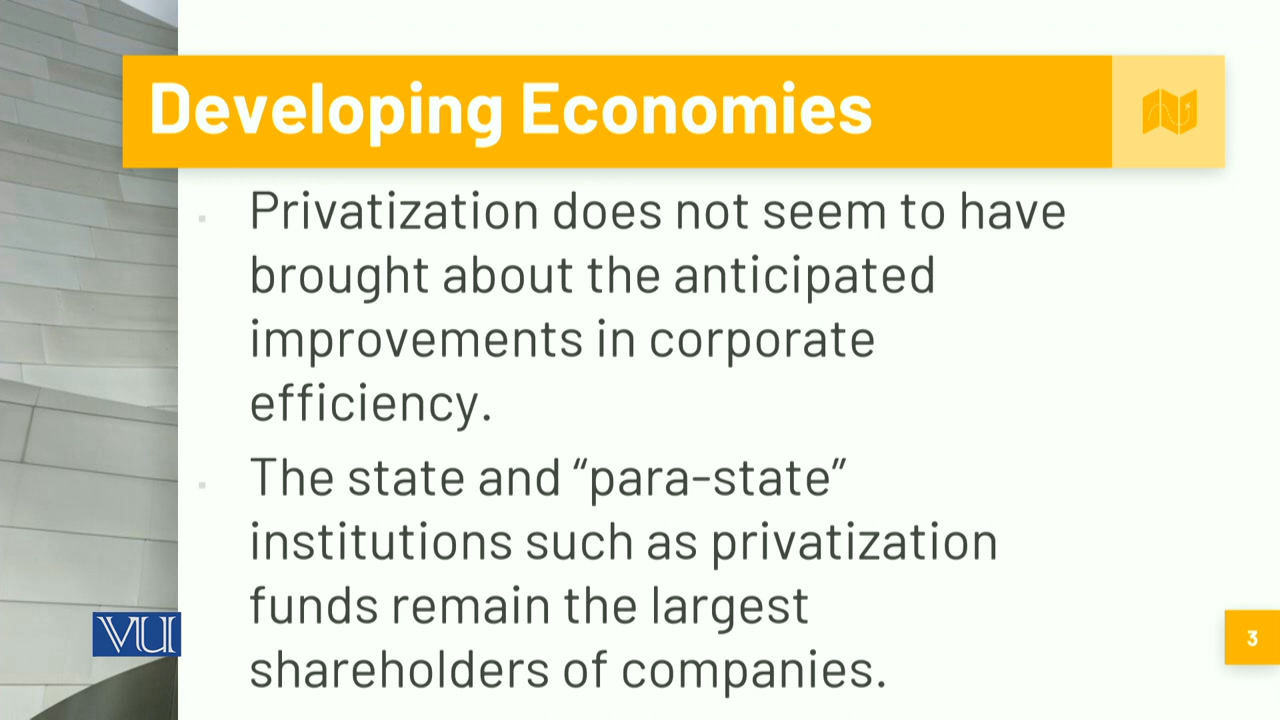 Developing Economies
Privatization does not seem to have
brought about the anticipated
improvements in corporate
efficiency.
The state and “para-state”
institutions such as privatization
funds remain the largest
shareholders of companies.
VU
3